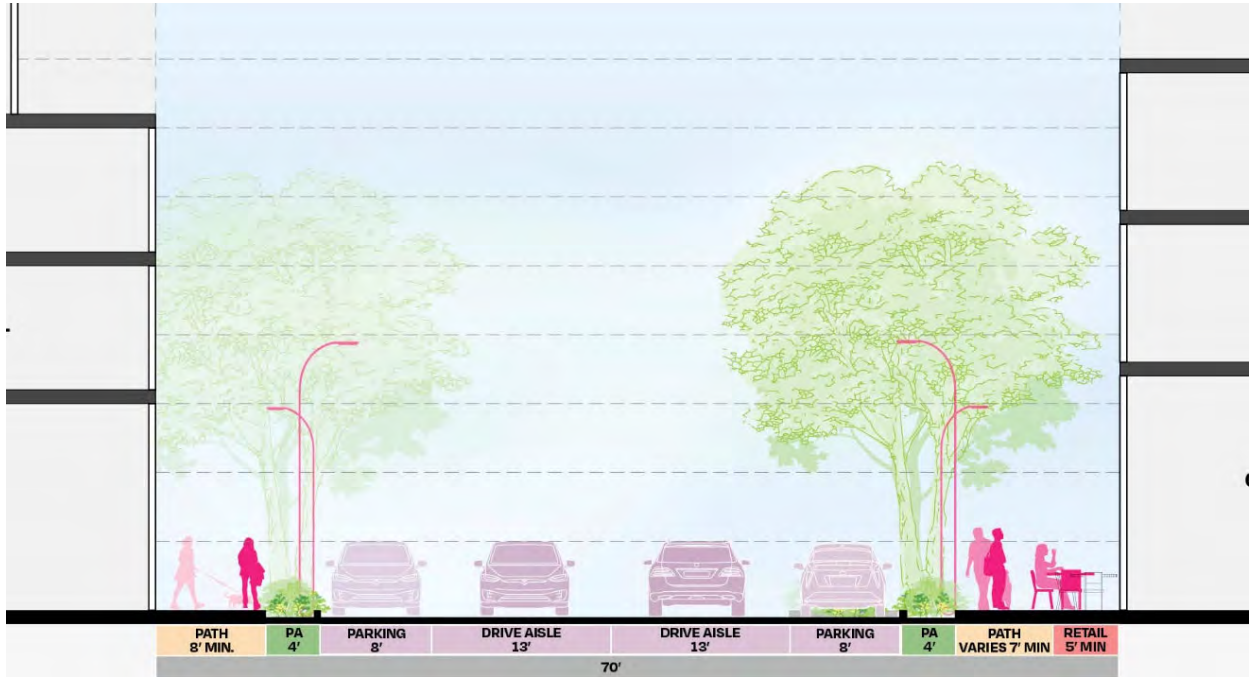 PATH
8' MIN.
PA
4'
PARKING
8'
DRIVE AISLE
13'
DRIVE AISLE
13'
PARKING
8'
PA
4'
PATH
VARIES 7' MIN
RETAIL
5' MIN
70'